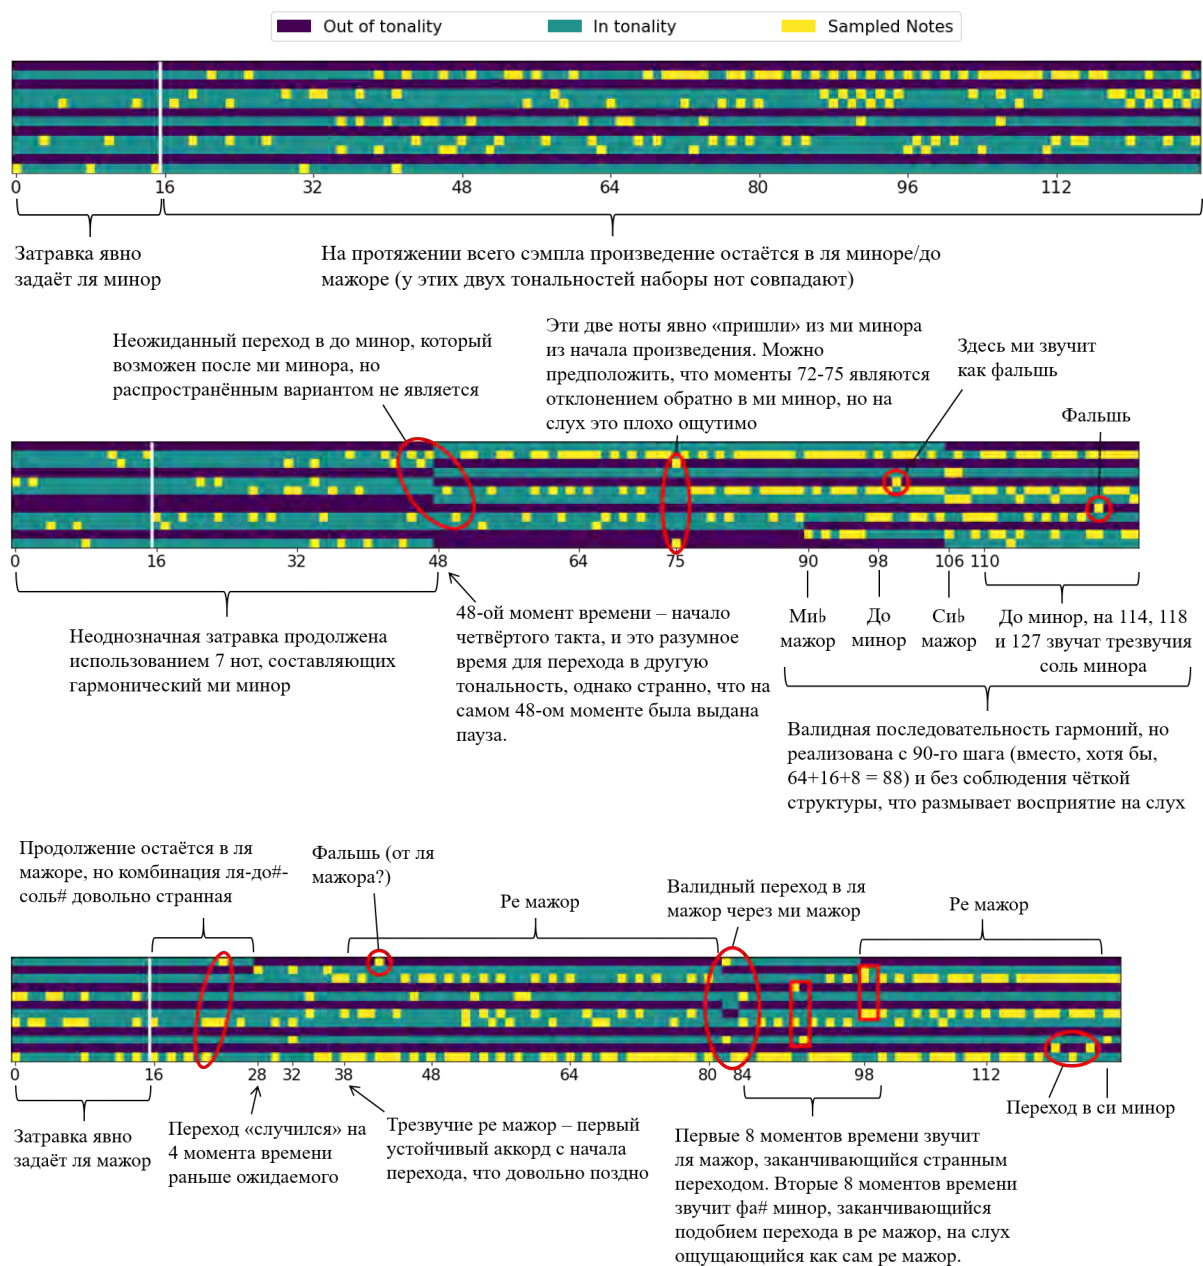 Out of tonality
In tonality
Sampled Notes
0 16 32 48 64 80 96 112
Затравка явно
задаёт ля минор
На протяжении всего сэмпла произведение остаётся в ля миноре/до
мажоре (у этих двух тональностей наборы нот совпадают)
Неожиданный переход в до минор, который
возможен после ми минора, но
распространённым вариантом не является
Эти две ноты явно «пришли» из ми минора
из начала произведения. Можно
предположить, что моменты 72-75 являются
отклонением обратно в ми минор, но на
слух это плохо ощутимо
Здесь ми звучит
как фальшь
Фальшь
0 16 32 48 64 75 90 98 106 110
Неоднозначная затравка продолжена
использованием 7 нот, составляющих
гармонический ми минор
48-ой момент времени – начало
четвёртого такта, и это разумное
время для перехода в другую
тональность, однако странно, что на
самом 48-ом моменте была выдана
пауза.
Ми♭
мажор
До
минор
Си♭
мажор
До минор, на 114, 118
и 127 звучат трезвучия
соль минора
Валидная последовательность гармоний, но
реализована с 90-го шага (вместо, хотя бы,
64+16+8 = 88) и без соблюдения чёткой
структуры, что размывает восприятие на слух
Продолжение остаётся в ля
мажоре, но комбинация ля-до#-
соль# довольно странная
Фальшь (от ля
мажора?)
Ре мажор
Валидный переход в ля
мажор через ми мажор
Ре мажор
0 16 28 32 38 48 64 80 84 98 112
Затравка явно
задаёт ля мажор
Переход «случился» на
4 момента времени
раньше ожидаемого
Трезвучие ре мажор – первый
устойчивый аккорд с начала
перехода, что довольно поздно
Первые 8 моментов времени звучит
ля мажор, заканчивающийся странным
переходом. Вторые 8 моментов времени
звучит фа# минор, заканчивающийся
подобием перехода в ре мажор, на слух
ощущающийся как сам ре мажор.
Переход в си минор